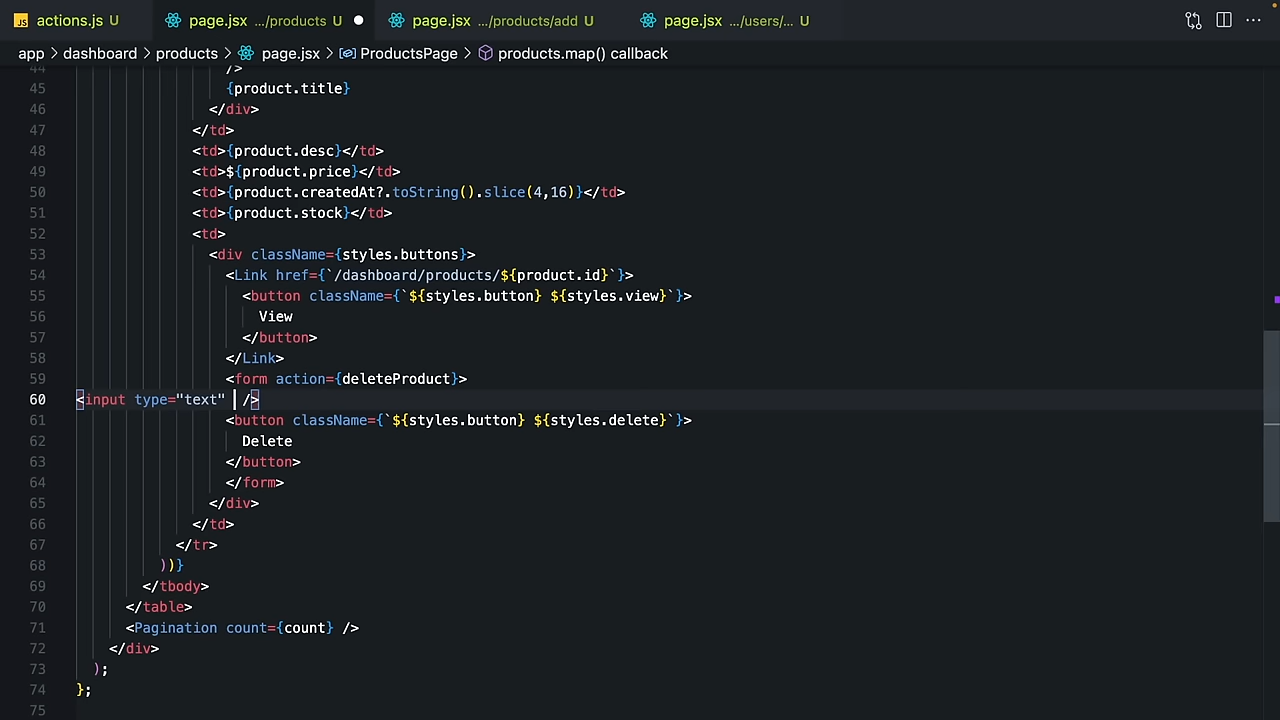 JS actions.js U
page.jsx .../products U
page.jsx .../products/add U
page.jsx .../users/... U
app > dashboard > products > page.jsx > ProductsPage > products.map() callback
44 />
45 {product.title}
46 </div>
47 </td>
48 <td>{product.desc}</td>
49 <td>${product.price}</td>
50 <td>{product.createdAt?.toString().slice(4,16)}</td>
51 <td>{product.stock}</td>
52 <td>
53 <div className={styles.buttons}>
54 <Link href={`/dashboard/products/${product.id}`}>
55 <button className={`${styles.button} ${styles.view}`}>
56 View
57 </button>
58 </Link>
59 <form action={deleteProduct}>
60 <input type="text" />
61 <button className={`${styles.button} ${styles.delete}`}>
62 Delete
63 </button>
64 </form>
65 </div>
66 </td>
67 </tr>
68 ))}
69 </tbody>
70 </table>
71 <Pagination count={count} />
72 </div>
73 );
74 };
75